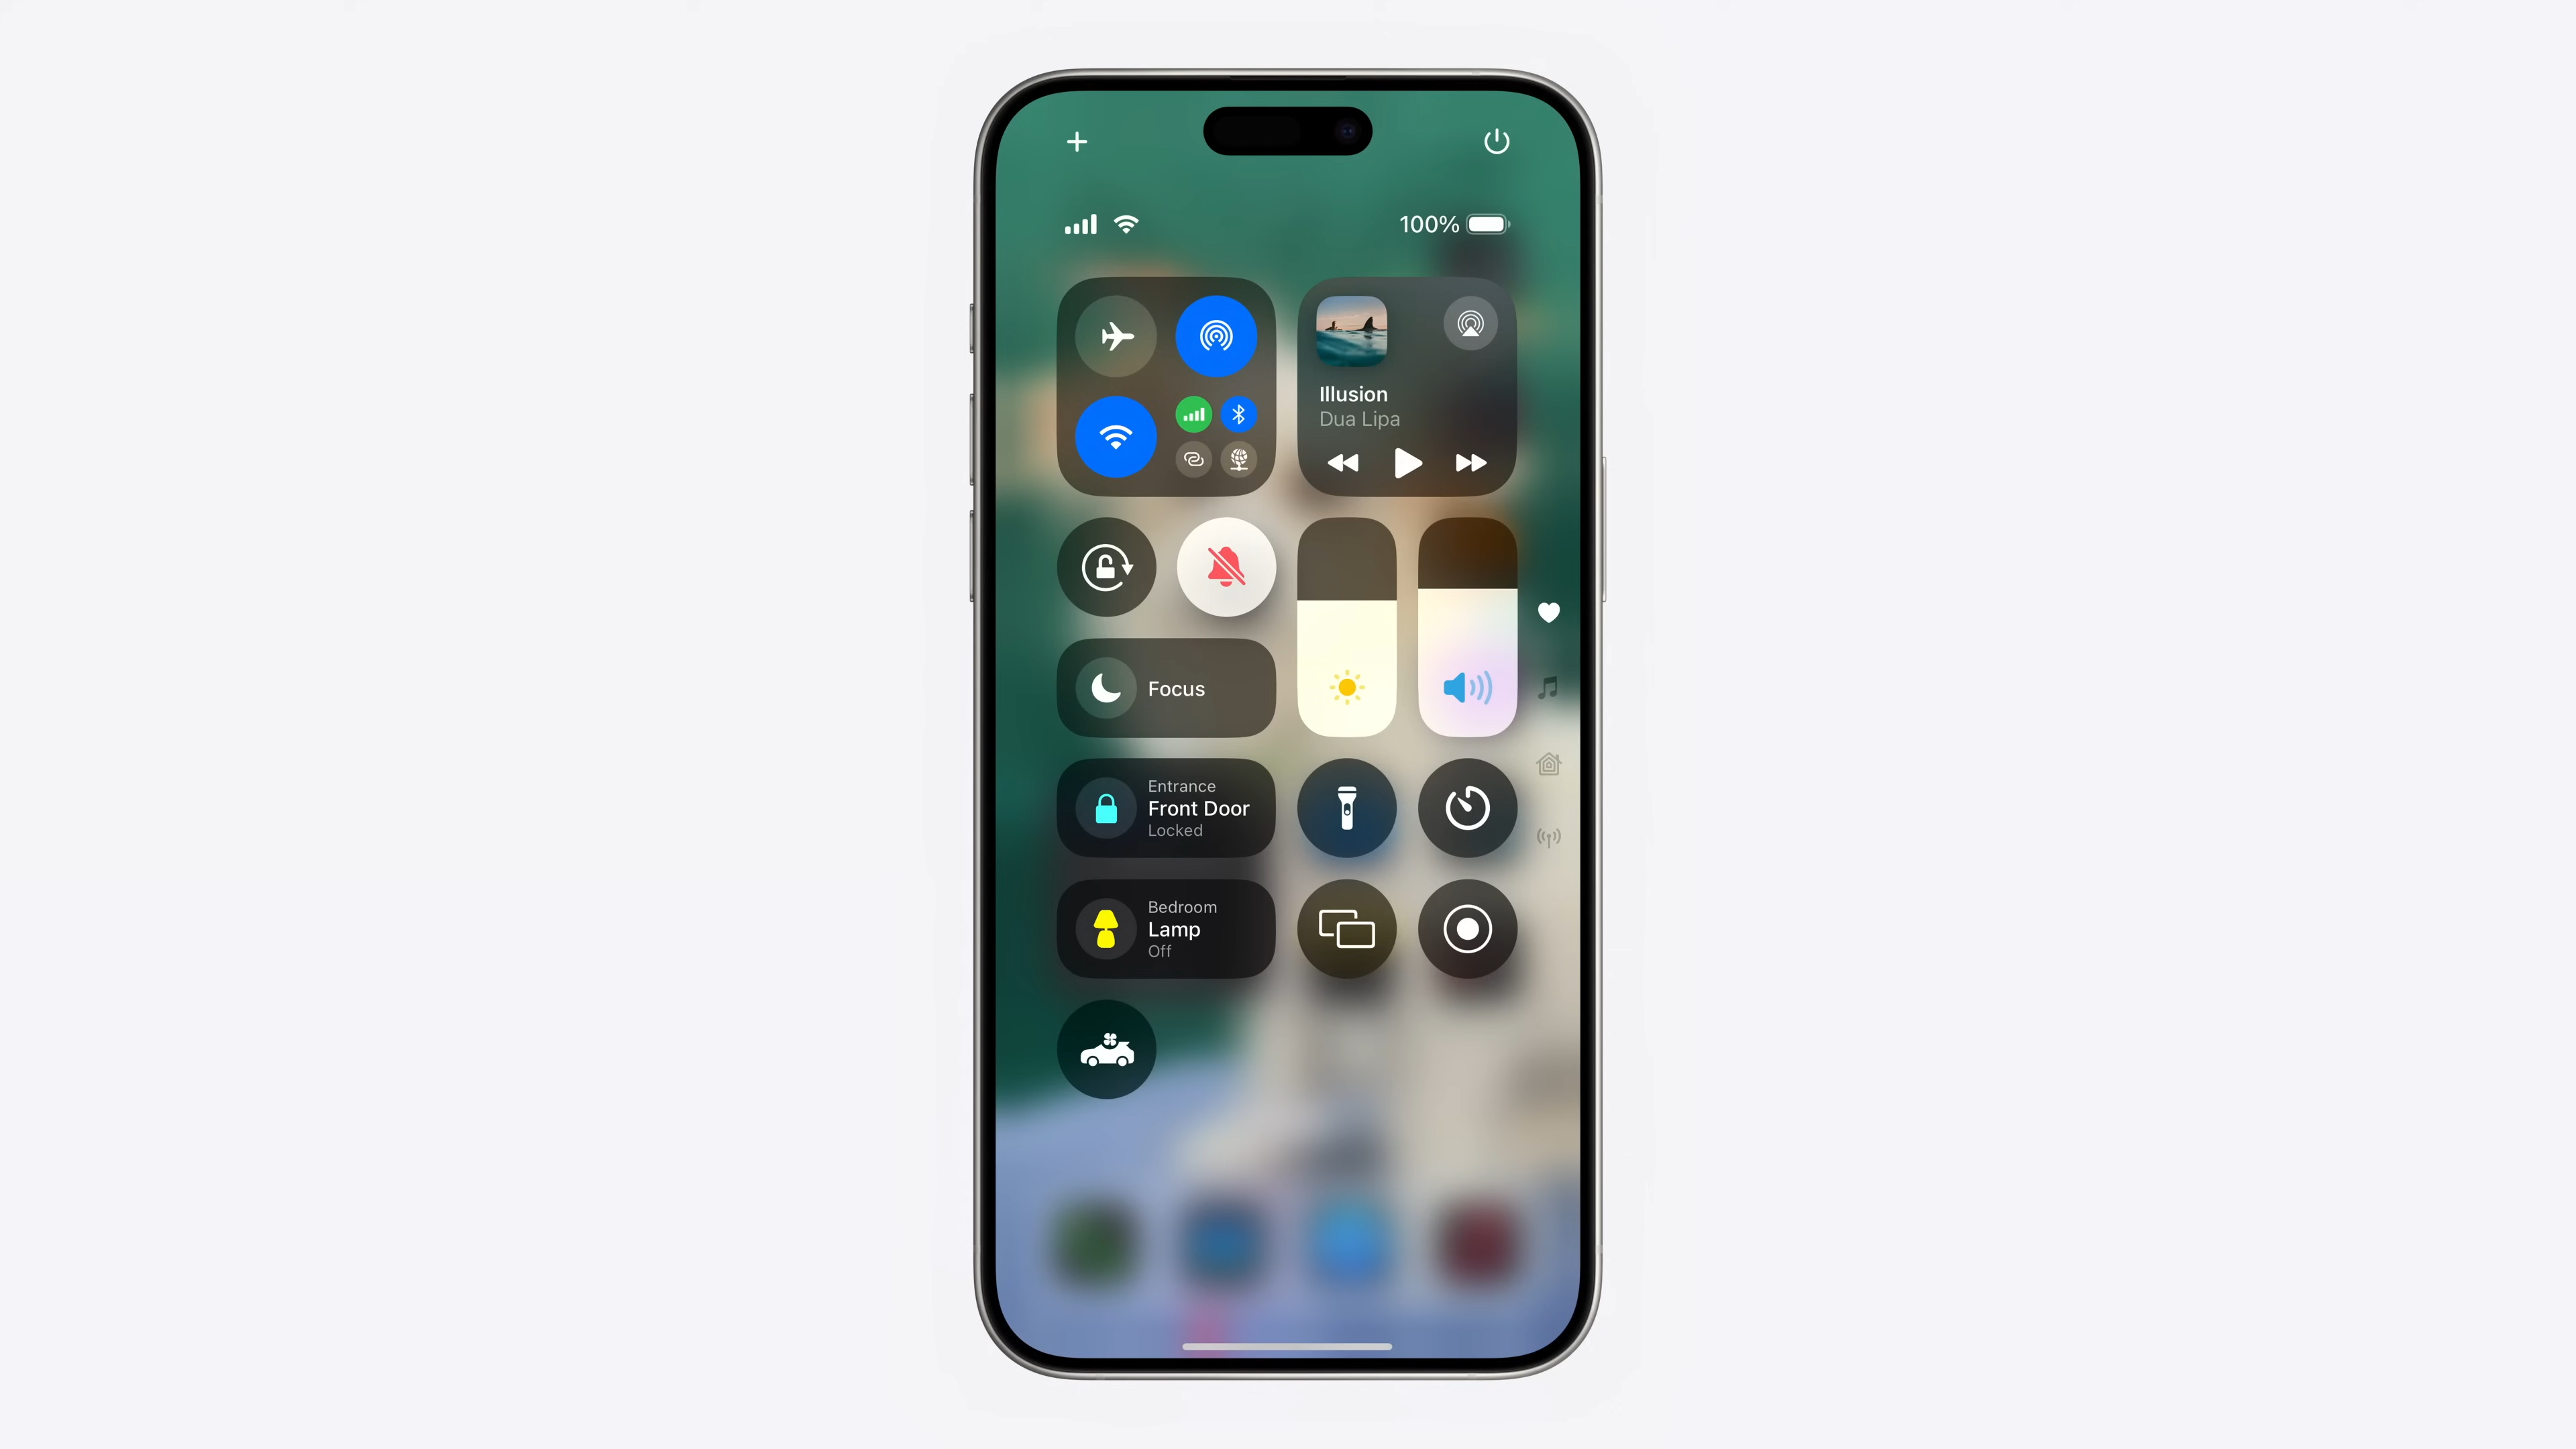 100%
Illusion
Dua Lipa
Focus
Entrance
Front Door
Locked
Bedroom
Lamp
Off